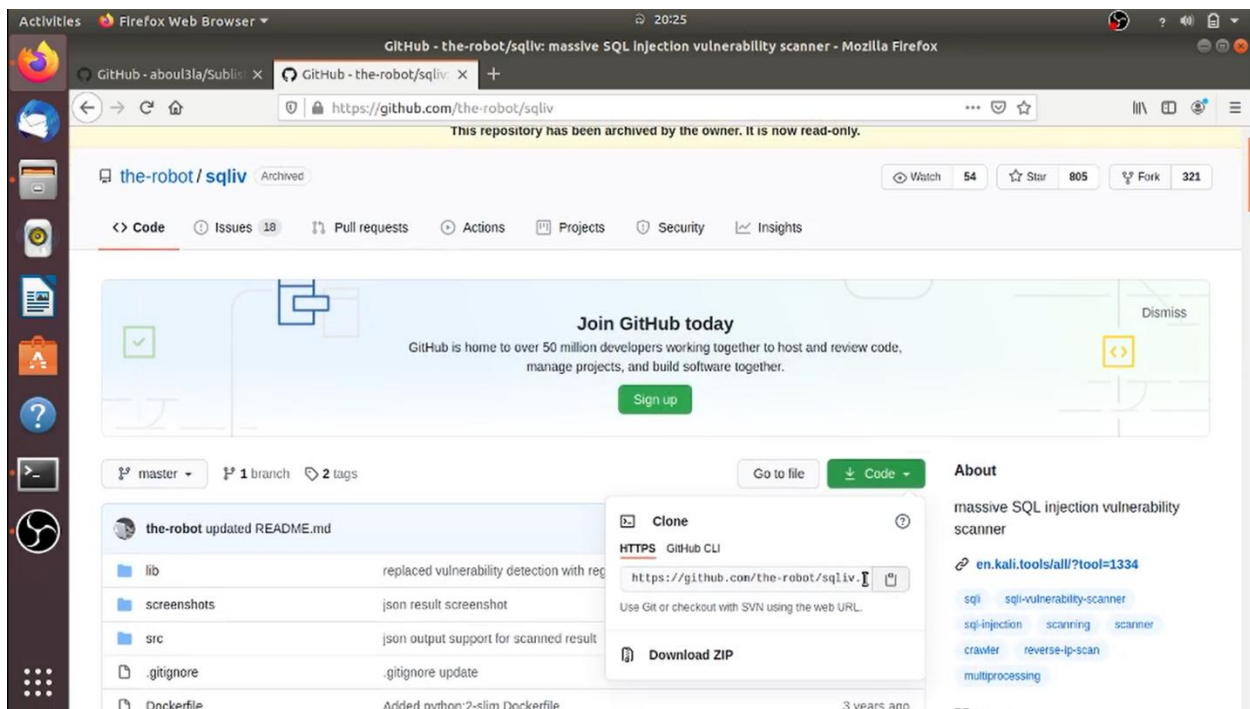 Activities Firefox Web Browser 20:25
GitHub - the-robot/sqliv: massive SQL injection vulnerability scanner - Mozilla Firefox
GitHub - aboul3la/Sublis GitHub - the-robot/sqliv:
https://github.com/the-robot/sqliv
This repository has been archived by the owner. It is now read-only.
the-robot / sqliv Archived Watch 54 Star 805 Fork 321
Code Issues 18 Pull requests Actions Projects Security Insights
Dismiss
Join GitHub today
GitHub is home to over 50 million developers working together to host and review code,
manage projects, and build software together.
Sign up
master 1 branch 2 tags Go to file Code
the-robot updated README.md
lib replaced vulnerability detection with reg
screenshots json result screenshot
src json output support for scanned result
.gitignore .gitignore update
Dockerfile Added python:2-slim Dockerfile 3 years ago
Clone
HTTPS GitHub CLI
https://github.com/the-robot/sqliv.
Use Git or checkout with SVN using the web URL.
Download ZIP
About
massive SQL injection vulnerability
scanner
en.kali.tools/all/?tool=1334
sqli sqli-vulnerability-scanner
sql-injection scanning scanner
crawler reverse-ip-scan
multiprocessing